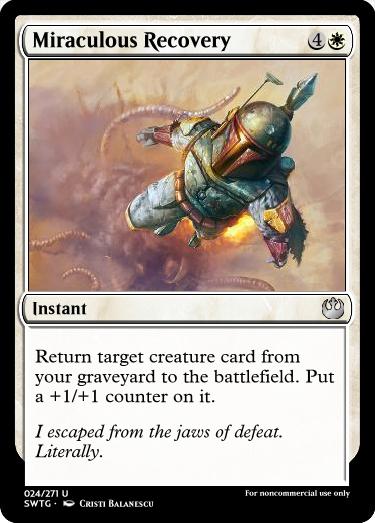 Miraculous Recovery 4
Instant
Return target creature card from
your graveyard to the battlefield. Put
a +1/+1 counter on it.
I escaped from the jaws of defeat.
Literally.
024/271 U
SWTG · Cristi Balanescu
For noncommercial use only